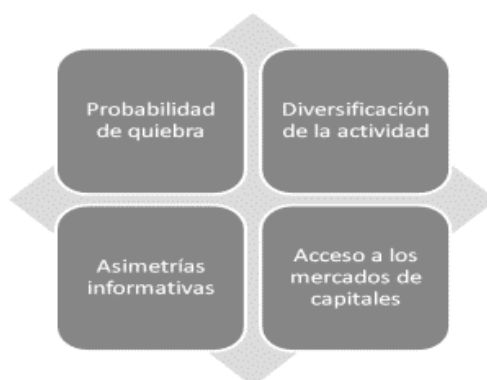 Probabilidad
de quiebra
Diversificación
de la actividad
Asimetrías
informativas
Acceso a los
mercados de
capitales